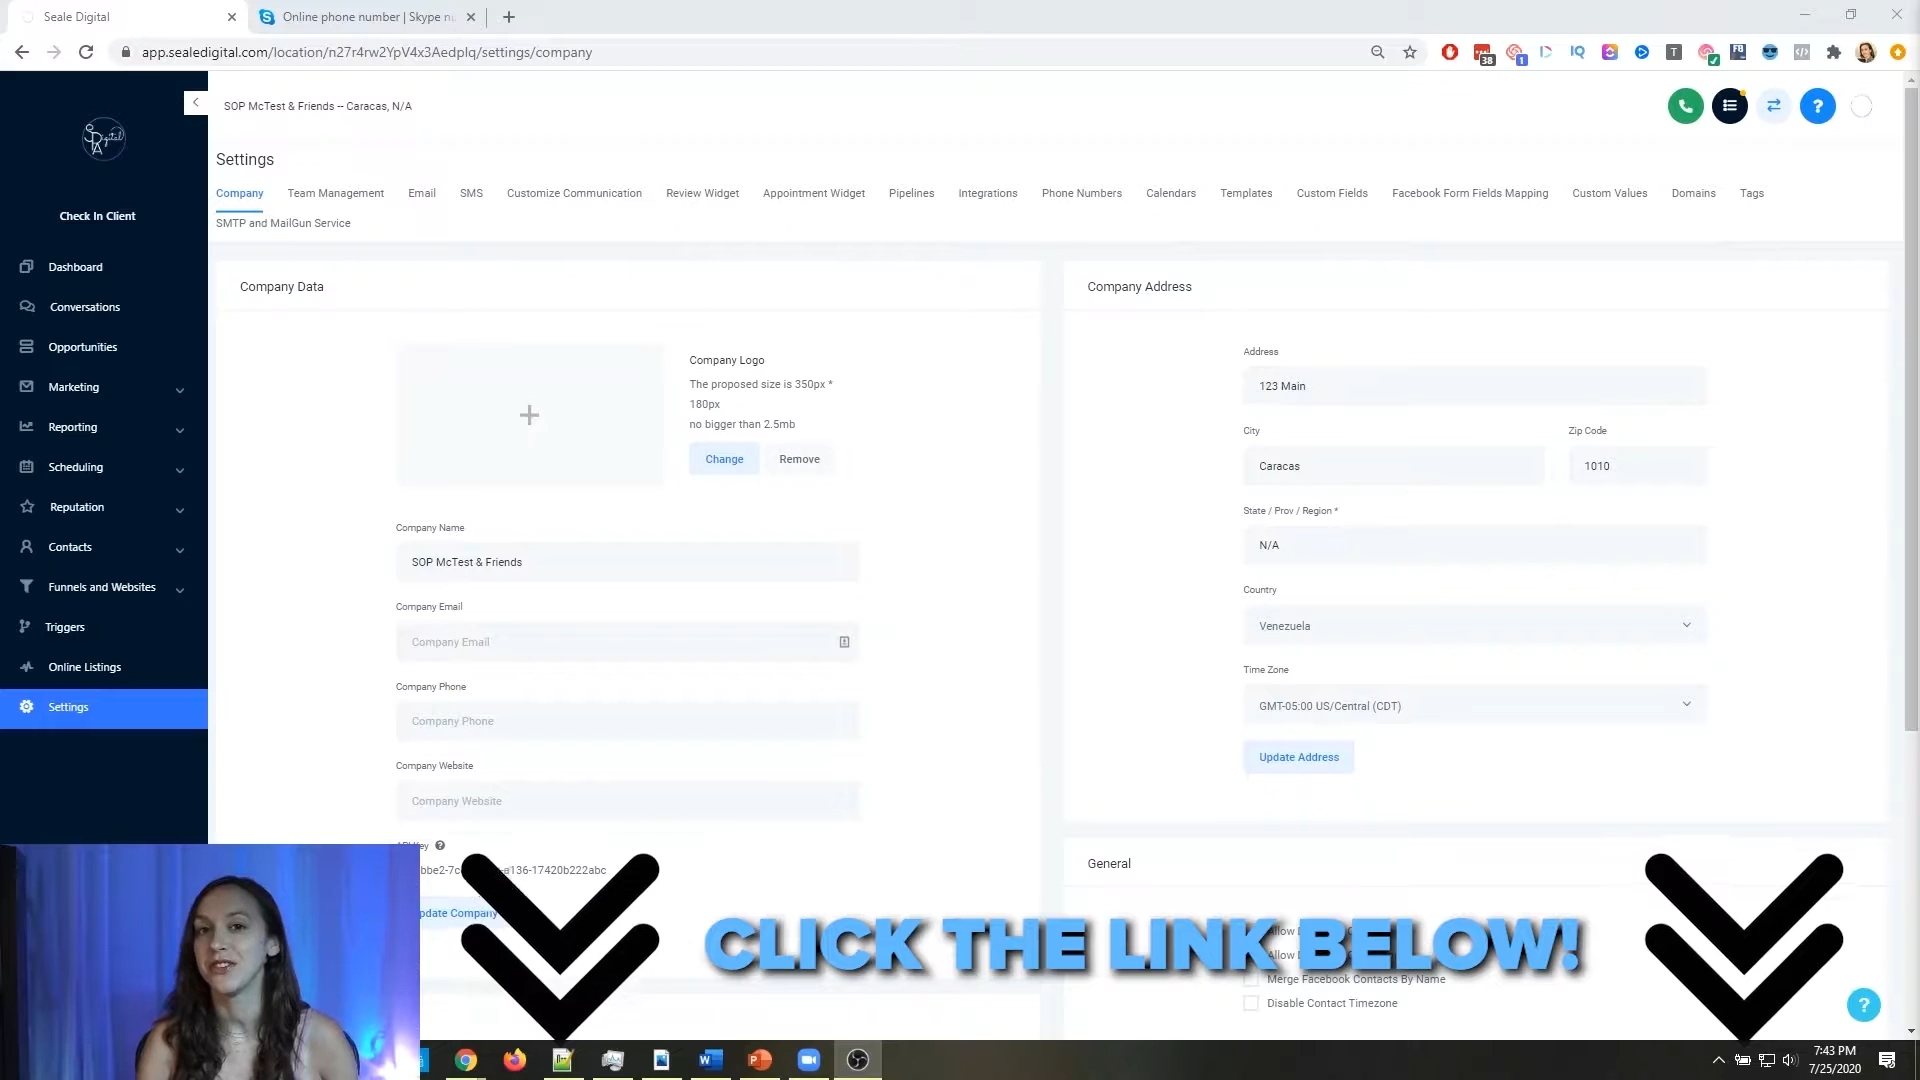 Seale Digital
Online phone number | Skype nu
app.sealedigital.com/location/n27r4rw2YpV4x3Aedplq/settings/company
38
1
IQ
T
FB
SOP McTest & Friends -- Caracas, N/A
Settings
Company
Team Management
Email
SMS
Customize Communication
Review Widget
Appointment Widget
Pipelines
Integrations
Phone Numbers
Calendars
Templates
Custom Fields
Facebook Form Fields Mapping
Custom Values
Domains
Tags
SMTP and MailGun Service
Check In Client
Dashboard
Conversations
Opportunities
Marketing
Reporting
Scheduling
Reputation
Contacts
Funnels and Websites
Triggers
Online Listings
Settings
Company Data
Company Logo
The proposed size is 350px *
180px
no bigger than 2.5mb
Change
Remove
Company Name
SOP McTest & Friends
Company Email
Company Email
Company Phone
Company Phone
Company Website
Company Website
Key
a136-17420b222abc
pdate Company
Company Address
Address
123 Main
City
Zip Code
Caracas
1010
State / Prov / Region *
N/A
Country
Venezuela
Time Zone
GMT-05:00 US/Central (CDT)
Update Address
General
Allow D
Allow D
Merge Facebook Contacts By Name
Disable Contact Timezone
CLICK THE LINK BELOW!
7:43 PM
7/25/2020